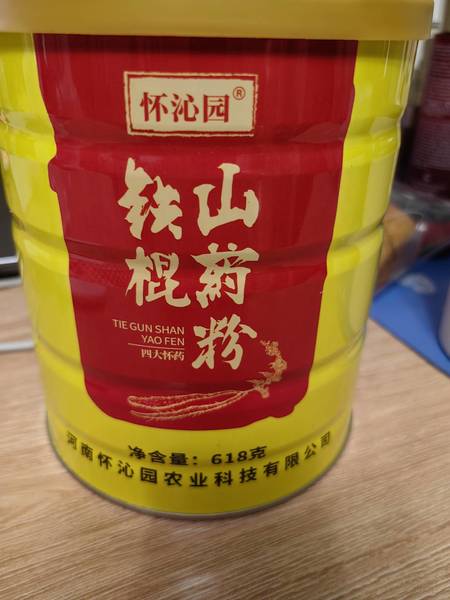 怀沁园®
铁棍
山药粉
TIE GUN SHAN
YAO FEN
四大怀药
净含量：618克
河南怀沁园农业科技有限公司